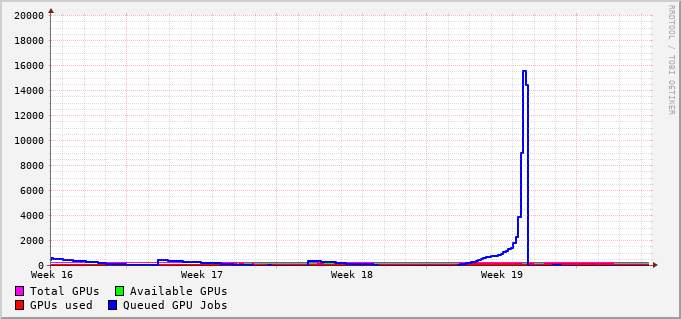 20000
18000
16000
14000
12000
10000
8000
6000
4000
2000
0
Week 16 Week 17 Week 18 Week 19
Total GPUs Available GPUs
GPUs used Queued GPU Jobs
RRDTOOL / TOBI OETIKER